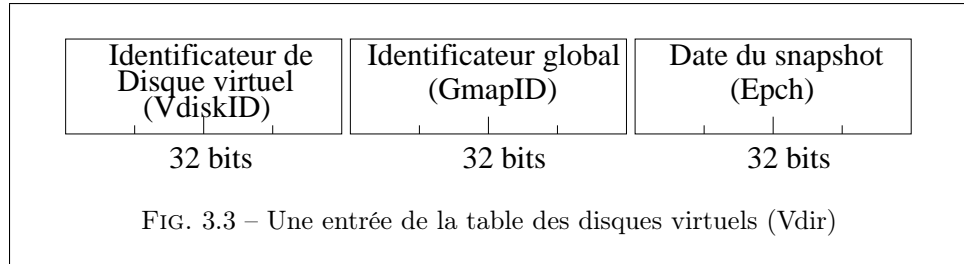 Identificateur de
Disque virtuel
(VdiskID)
Identificateur global
(GmapID)
Date du snapshot
(Epch)
32 bits
32 bits
32 bits
FIG. 3.3 – Une entrée de la table des disques virtuels (Vdir)